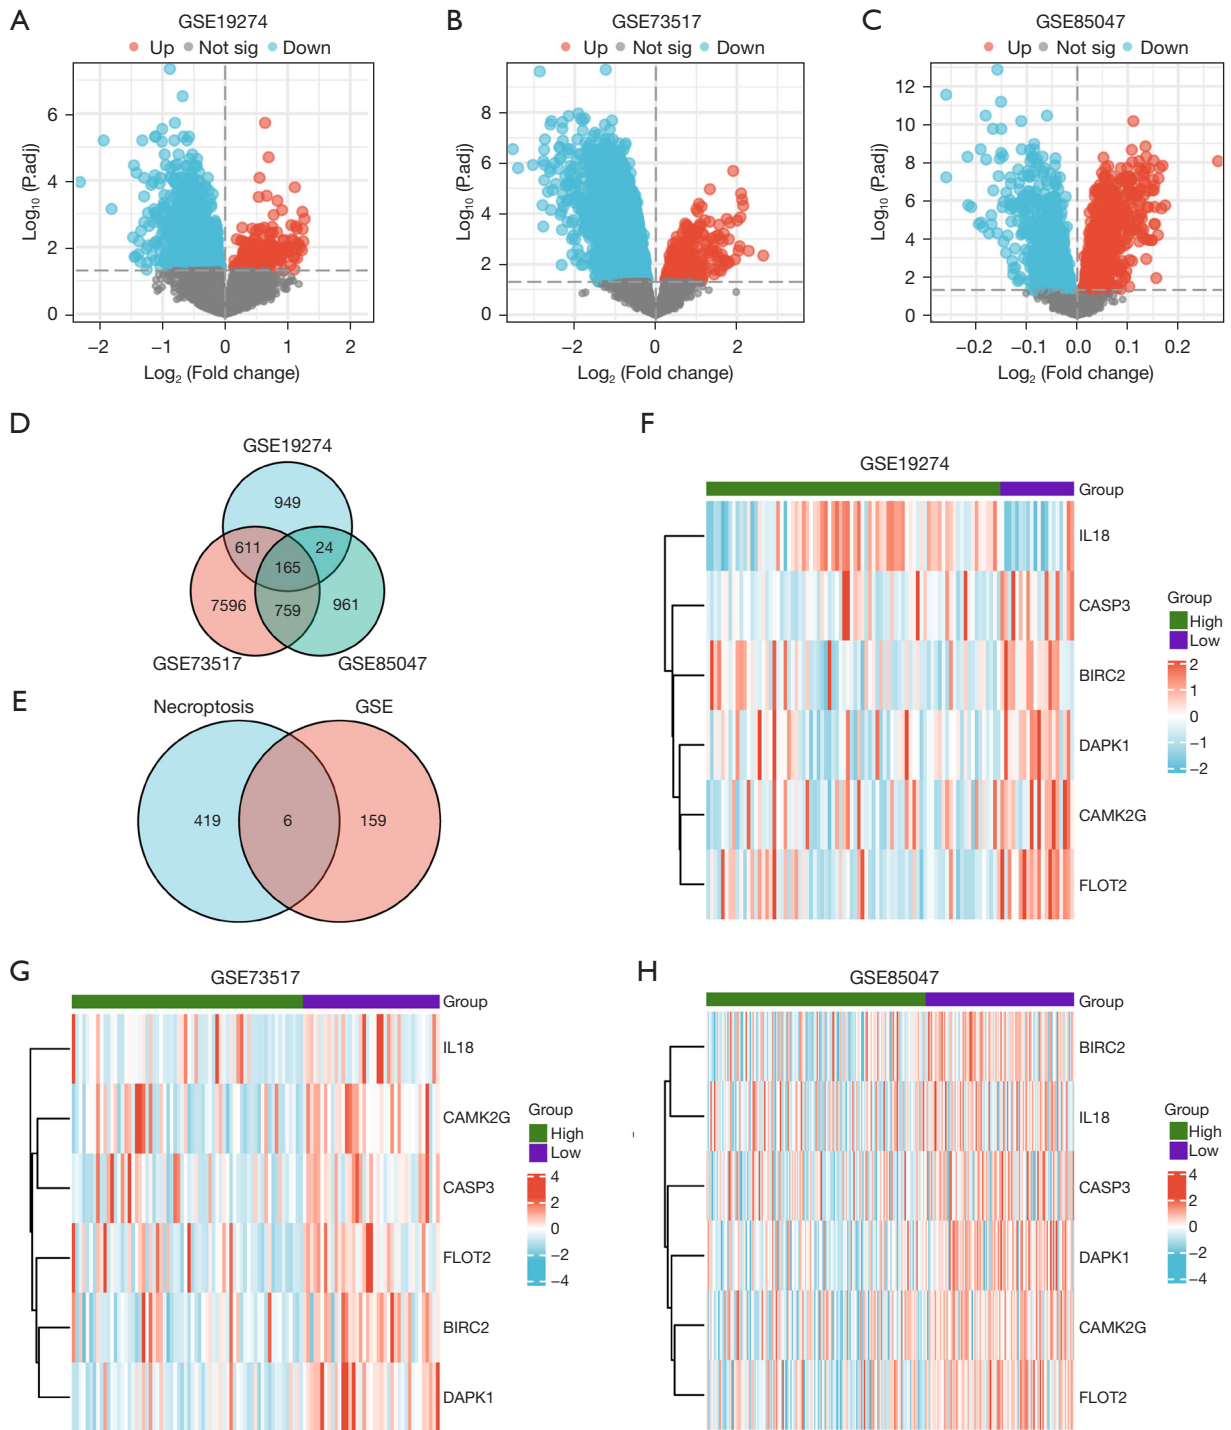 A
GSE19274
Up Not sig Down
Log10 (P.adj)
6
4
2
0
−2 −1 0 1 2
Log2 (Fold change)
B
GSE73517
Up Not sig Down
Log10 (P.adj)
8
6
4
2
0
−2 0 2
Log2 (Fold change)
C
GSE85047
Up Not sig Down
Log10 (P.adj)
12
10
8
6
4
2
0
−0.2 −0.1 0.0 0.1 0.2
Log2 (Fold change)
D
GSE19274
949
611 24
165
7596 759 961
GSE73517 GSE85047
E
Necroptosis GSE
419 6 159
F
GSE19274
Group
IL18
CASP3
BIRC2
DAPK1
CAMK2G
FLOT2
Group
High
Low
2
1
0
−1
−2
G
GSE73517
Group
IL18
CAMK2G
CASP3
FLOT2
BIRC2
DAPK1
Group
High
Low
4
2
0
−2
−4
H
GSE85047
Group
BIRC2
IL18
CASP3
DAPK1
CAMK2G
FLOT2
Group
High
Low
4
2
0
−2
−4